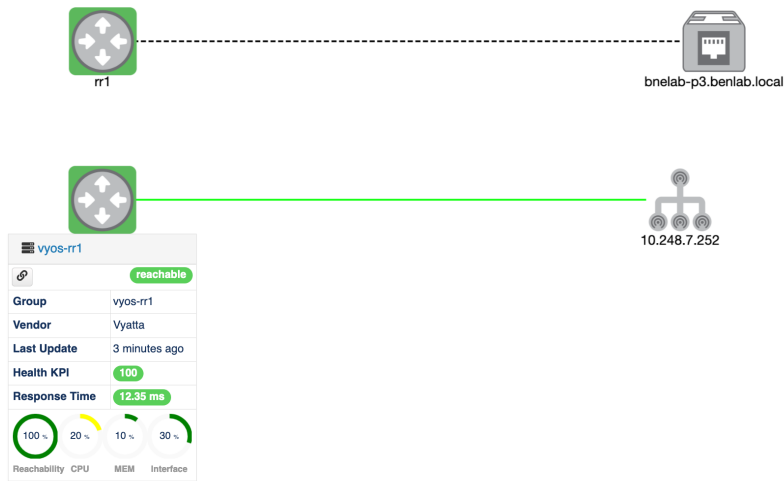 rr1
bnelab-p3.benlab.local
10.248.7.252
vyos-rr1
reachable
Group vyos-rr1
Vendor Vyatta
Last Update 3 minutes ago
Health KPI 100
Response Time 12.35 ms
100 % 20 % 10 % 30 %
Reachability CPU MEM Interface